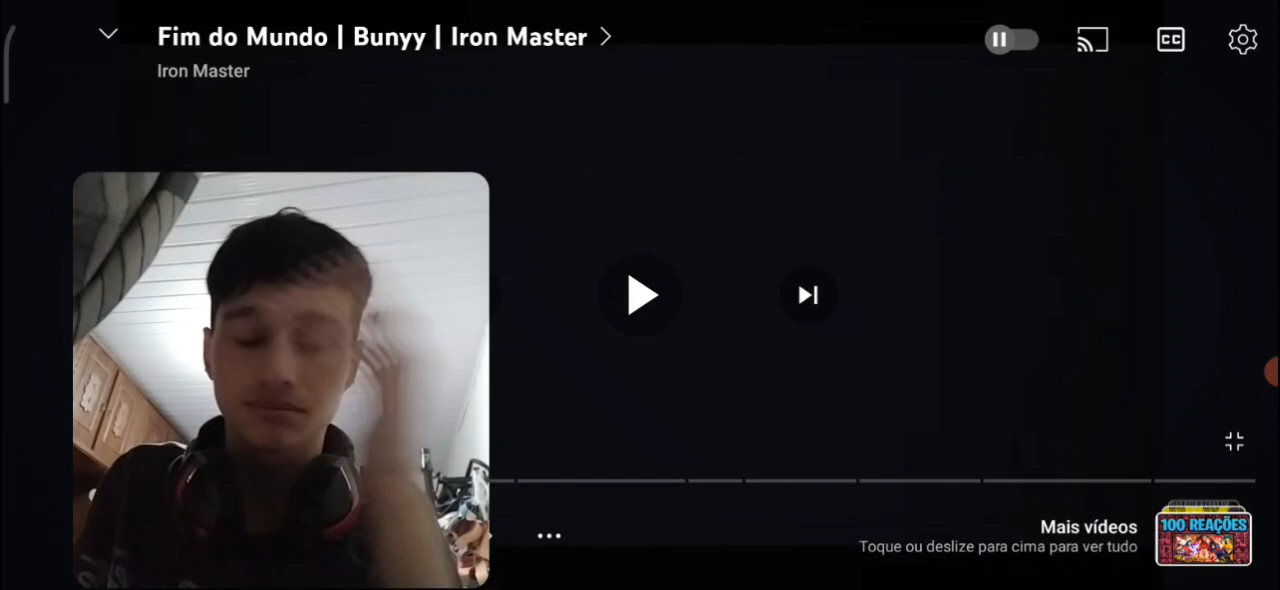 Fim do Mundo | Bunyy | Iron Master
Iron Master
CC
Mais vídeos
Toque ou deslize para cima para ver tudo
100 REAÇÕES